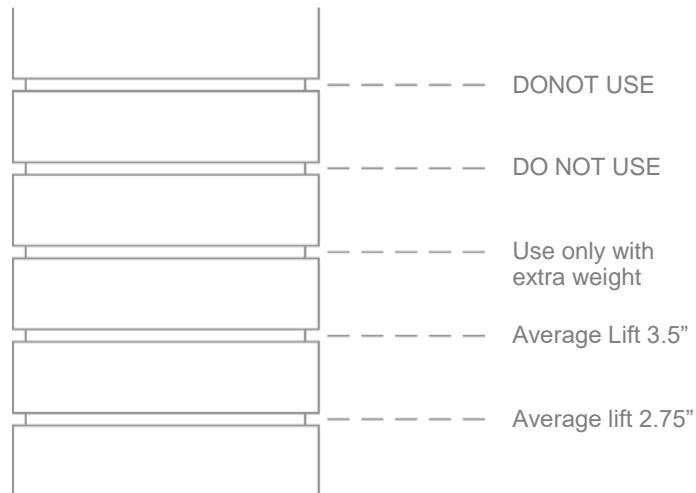 DONOT USE
DO NOT USE
Use only with
extra weight
Average Lift 3.5”
Average lift 2.75”